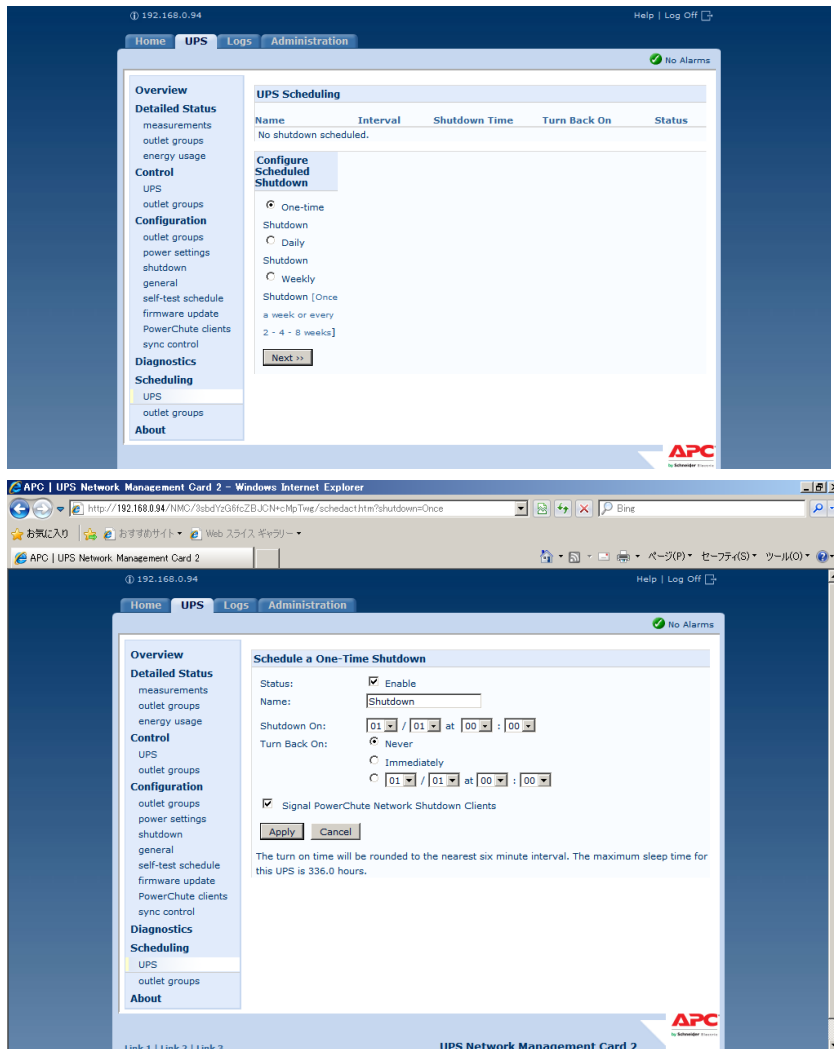 192.168.0.94 Help | Log Off
Home UPS Logs Administration
No Alarms
Overview
Detailed Status
measurements
outlet groups
energy usage
Control
UPS
outlet groups
Configuration
outlet groups
power settings
shutdown
general
self-test schedule
firmware update
PowerChute clients
sync control
Diagnostics
Scheduling
UPS
outlet groups
About
UPS Scheduling
Name Interval Shutdown Time Turn Back On Status
No shutdown scheduled.
Configure
Scheduled
Shutdown
One-time
Shutdown
Daily
Shutdown
Weekly
Shutdown [Once
a week or every
2 - 4 - 8 weeks]
Next >>
APC
by Schneider Electric
APC | UPS Network Management Card 2 - Windows Internet Explorer
http://192.168.0.94/NMC/3sbdYzG6fcZBJCN+cMpTwg/schedact.htm?shutdown=Once
Bing
お気に入り おすすめサイト Web スライス ギャラリー
APC | UPS Network Management Card 2
ページ(P) セーフティ(S) ツール(O)
192.168.0.94 Help | Log Off
Home UPS Logs Administration
No Alarms
Overview
Detailed Status
measurements
outlet groups
energy usage
Control
UPS
outlet groups
Configuration
outlet groups
power settings
shutdown
general
self-test schedule
firmware update
PowerChute clients
sync control
Diagnostics
Scheduling
UPS
outlet groups
About
Schedule a One-Time Shutdown
Status: Enable
Name: Shutdown
Shutdown On: 01 / 01 at 00 : 00
Turn Back On: Never
Immediately
01 / 01 at 00 : 00
Signal PowerChute Network Shutdown Clients
Apply Cancel
The turn on time will be rounded to the nearest six minute interval. The maximum sleep time for
this UPS is 336.0 hours.
APC
by Schneider Electric
Link 1 | Link 2 | Link 3 UPS Network Management Card 2